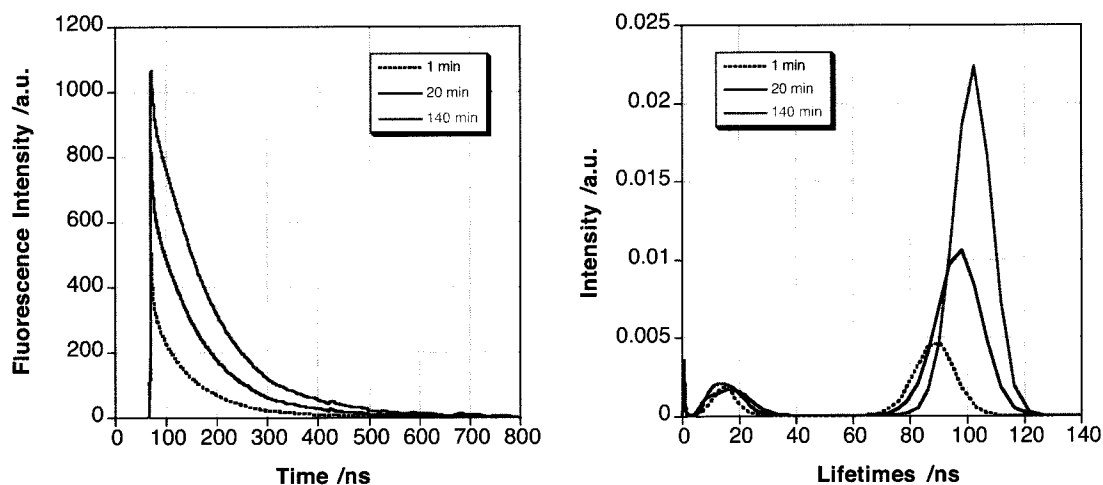 1200
1000
800
600
400
200
0
Fluorescence Intensity /a.u.
1 min
20 min
140 min
0 100 200 300 400 500 600 700 800
Time /ns
0.025
0.02
0.015
0.01
0.005
0
Intensity /a.u.
1 min
20 min
140 min
0 20 40 60 80 100 120 140
Lifetimes /ns